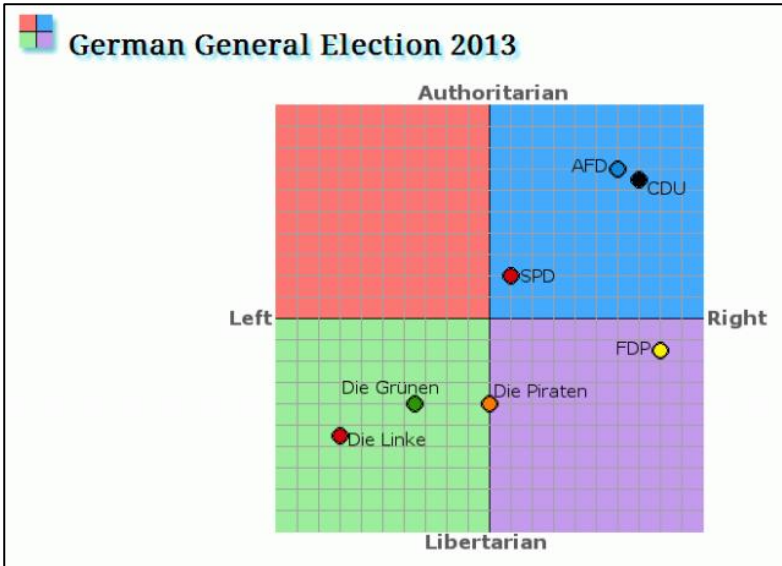 German General Election 2013
Authoritarian
AFD
CDU
SPD
Left
Right
FDP
Die Grünen
Die Piraten
Die Linke
Libertarian